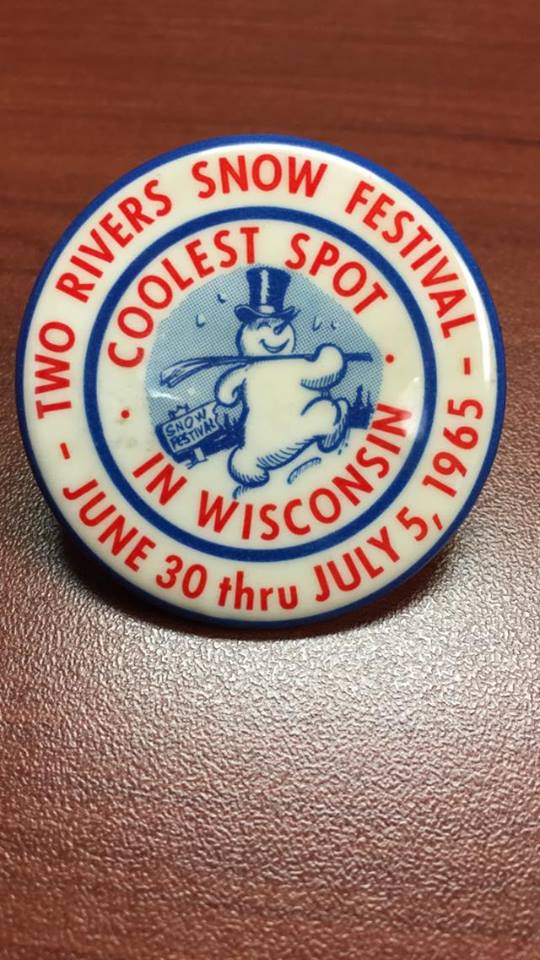 - TWO RIVERS SNOW FESTIVAL -
JUNE 30 thru JULY 5, 1965
COOLEST SPOT
• IN WISCONSIN •
SNOW
FESTIVAL